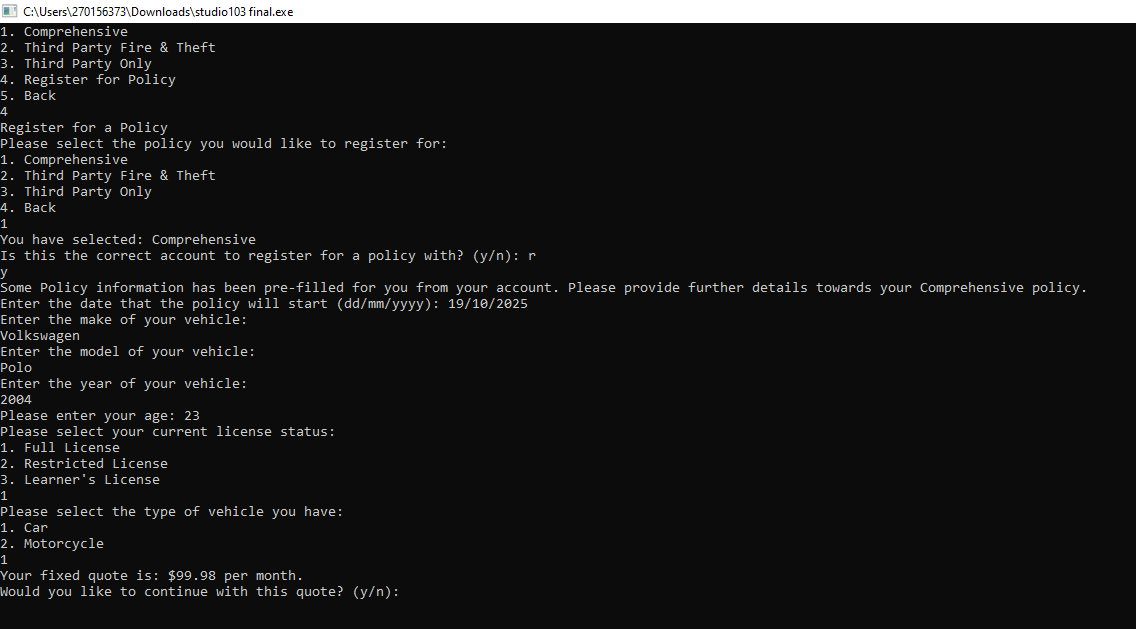 C:\Users\270156373\Downloads\studio103 final.exe
1. Comprehensive
2. Third Party Fire & Theft
3. Third Party Only
4. Register for Policy
5. Back
4
Register for a Policy
Please select the policy you would like to register for:
1. Comprehensive
2. Third Party Fire & Theft
3. Third Party Only
4. Back
1
You have selected: Comprehensive
Is this the correct account to register for a policy with? (y/n): r
y
Some Policy information has been pre-filled for you from your account. Please provide further details towards your Comprehensive policy.
Enter the date that the policy will start (dd/mm/yyyy): 19/10/2025
Enter the make of your vehicle:
Volkswagen
Enter the model of your vehicle:
Polo
Enter the year of your vehicle:
2004
Please enter your age: 23
Please select your current license status:
1. Full License
2. Restricted License
3. Learner's License
1
Please select the type of vehicle you have:
1. Car
2. Motorcycle
1
Your fixed quote is: $99.98 per month.
Would you like to continue with this quote? (y/n):